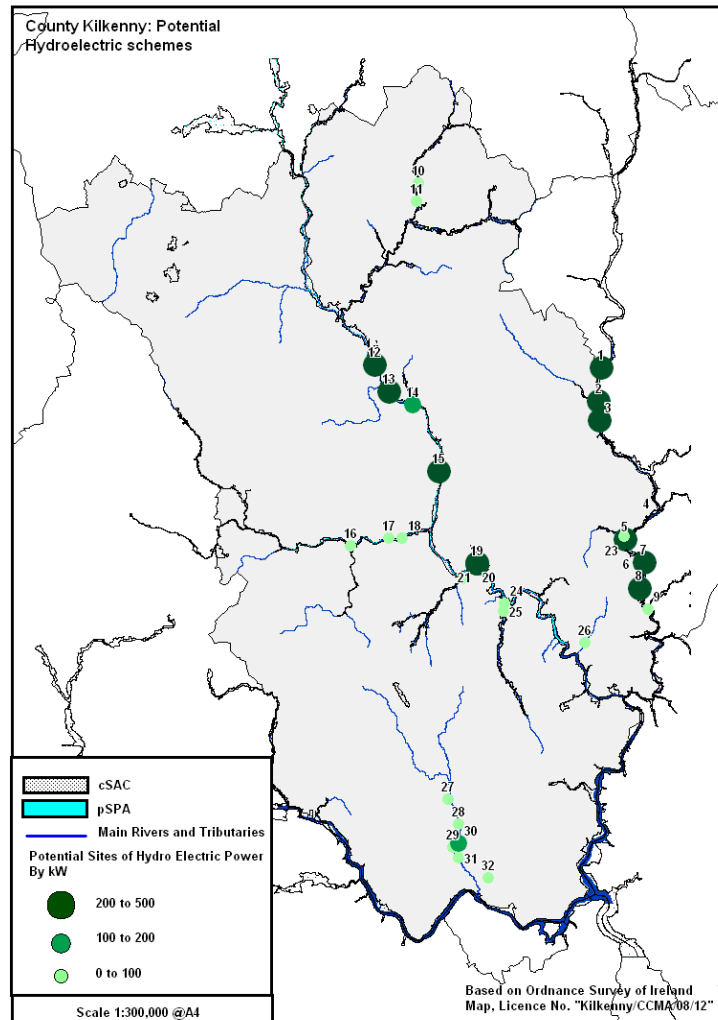 County Kilkenny: Potential
Hydroelectric schemes
10
11
12
13
14
1
2
3
15
4
16
17
18
5
23
6
7
8
9
19
20
21
24
25
26
27
28
29
30
31
32
cSAC
pSPA
Main Rivers and Tributaries
Potential Sites of Hydro Electric Power
By kW
200 to 500
100 to 200
0 to 100
Scale 1:300,000 @A4
Based on Ordnance Survey of Ireland
Map, Licence No. "Kilkenny/CCMA/08/12"